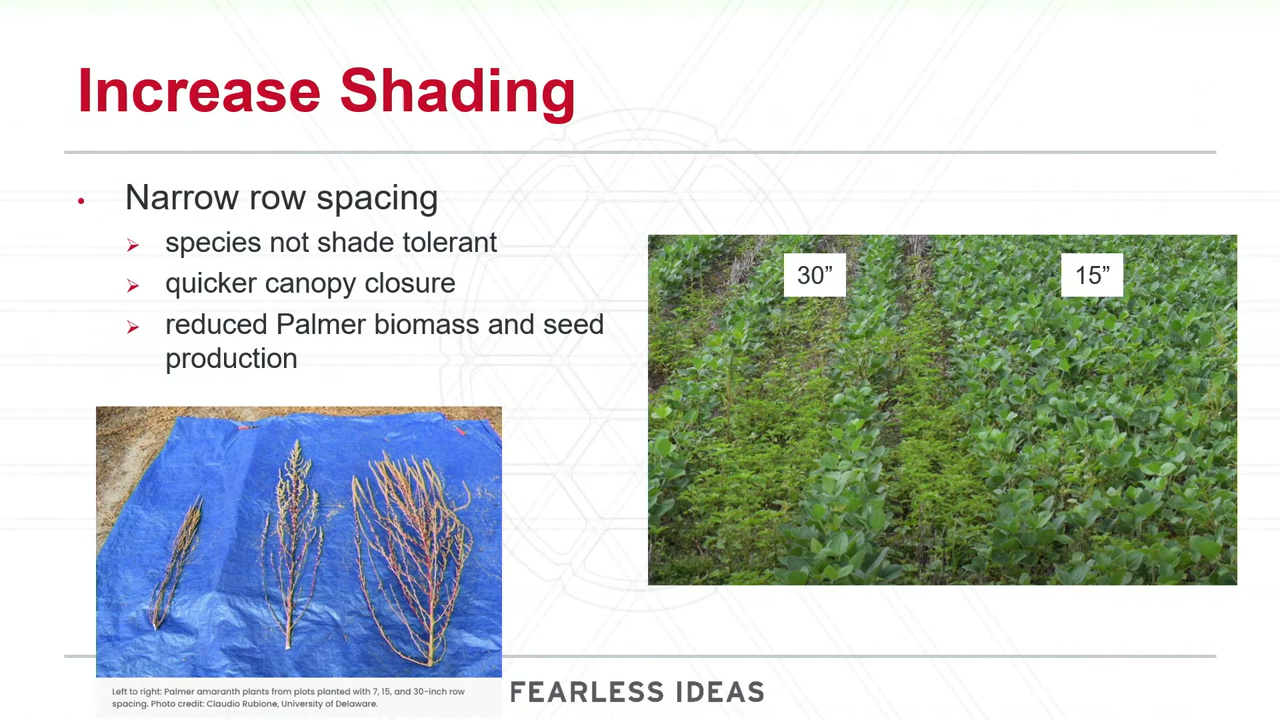 Increase Shading
• Narrow row spacing
➢ species not shade tolerant
➢ quicker canopy closure
➢ reduced Palmer biomass and seed
production
30”
15”
Left to right: Palmer amaranth plants from plots planted with 7, 15, and 30-inch row
spacing. Photo credit: Claudio Rubione, University of Delaware.
FEARLESS IDEAS